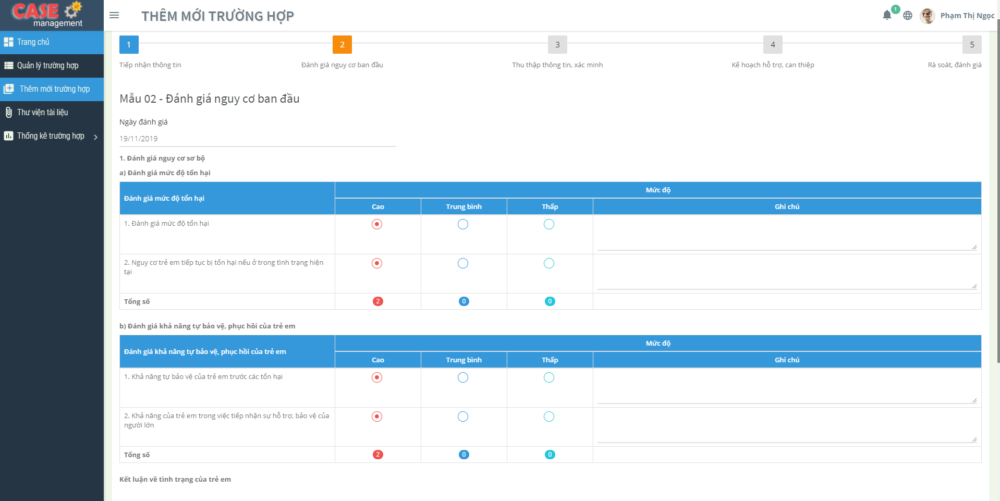 CASE
management
THÊM MỚI TRƯỜNG HỢP
1
Phạm Thị Ngọc
Trang chủ
Quản lý trường hợp
Thêm mới trường hợp
Thư viện tài liệu
Thống kê trường hợp
1
2
3
4
5
Tiếp nhận thông tin
Đánh giá nguy cơ ban đầu
Thu thập thông tin, xác minh
Kế hoạch hỗ trợ, can thiệp
Rà soát, đánh giá
Mẫu 02 - Đánh giá nguy cơ ban đầu
Ngày đánh giá
19/11/2019
1. Đánh giá nguy cơ sơ bộ
a) Đánh giá mức độ tổn hại
Đánh giá mức độ tổn hại
Mức độ
Cao
Trung bình
Thấp
Ghi chú
1. Đánh giá mức độ tổn hại
2. Nguy cơ trẻ em tiếp tục bị tổn hại nếu ở trong tình trạng hiện
tại
Tổng số
2
0
0
b) Đánh giá khả năng tự bảo vệ, phục hồi của trẻ em
Đánh giá khả năng tự bảo vệ, phục hồi của trẻ em
Mức độ
Cao
Trung bình
Thấp
Ghi chú
1. Khả năng tự bảo vệ của trẻ em trước các tổn hại
2. Khả năng của trẻ em trong việc tiếp nhận sự hỗ trợ, bảo vệ của
người lớn
Tổng số
2
0
0
Kết luận về tình trạng của trẻ em